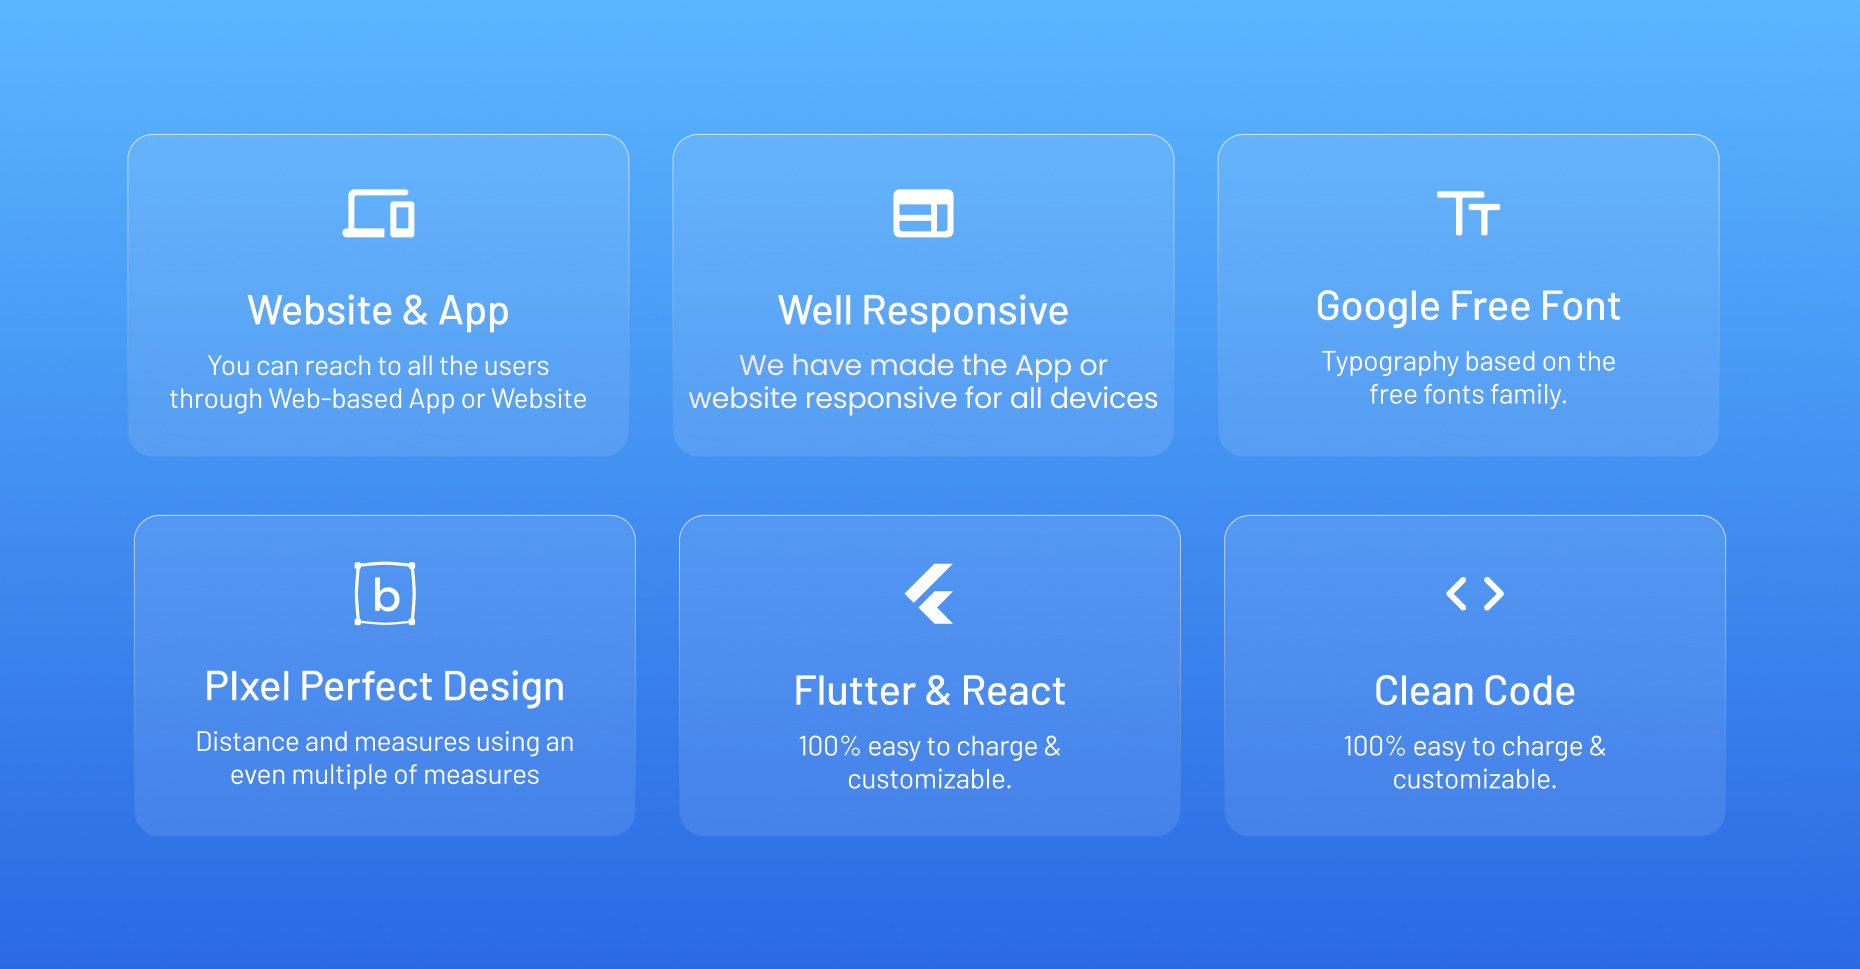 Website & App
You can reach to all the users
through Web-based App or Website
Well Responsive
We have made the App or
website responsive for all devices
Tт
Google Free Font
Typography based on the
free fonts family.
b
PIxel Perfect Design
Distance and measures using an
even multiple of measures
Flutter & React
100% easy to charge &
customizable.
< >
Clean Code
100% easy to charge &
customizable.